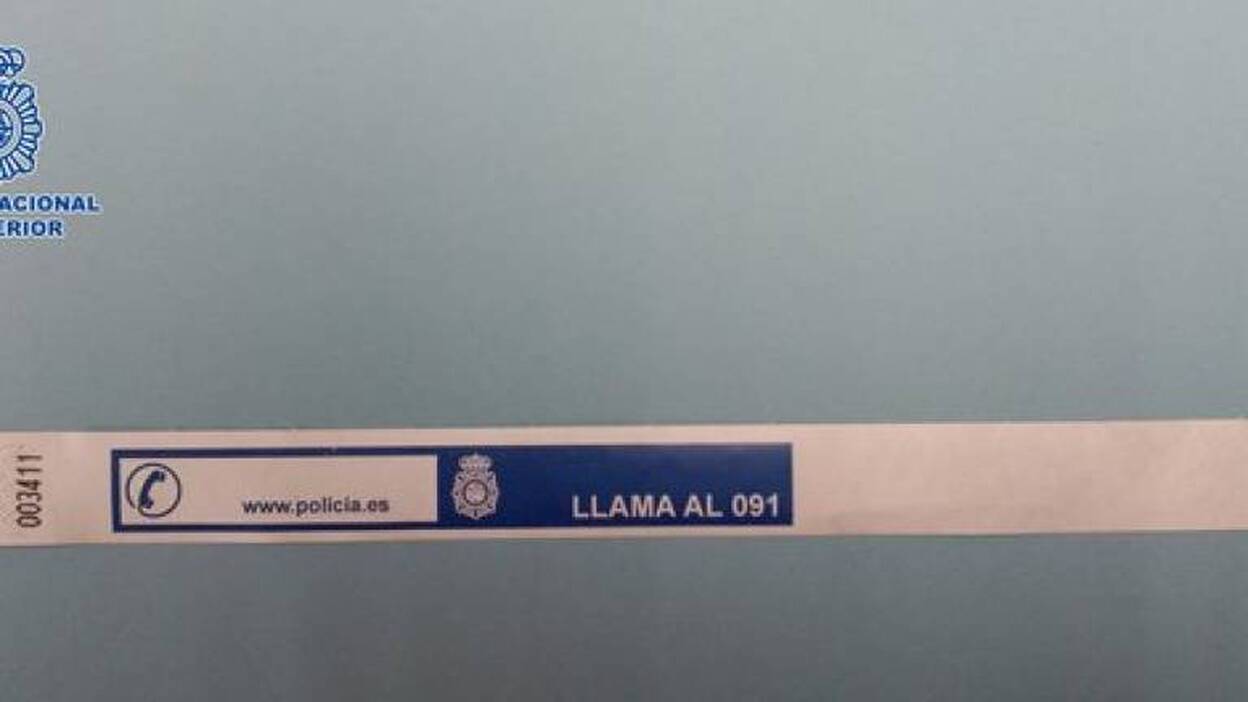 ACIONAL
ERIOR
003411
www.policia.es
LLAMA AL 091